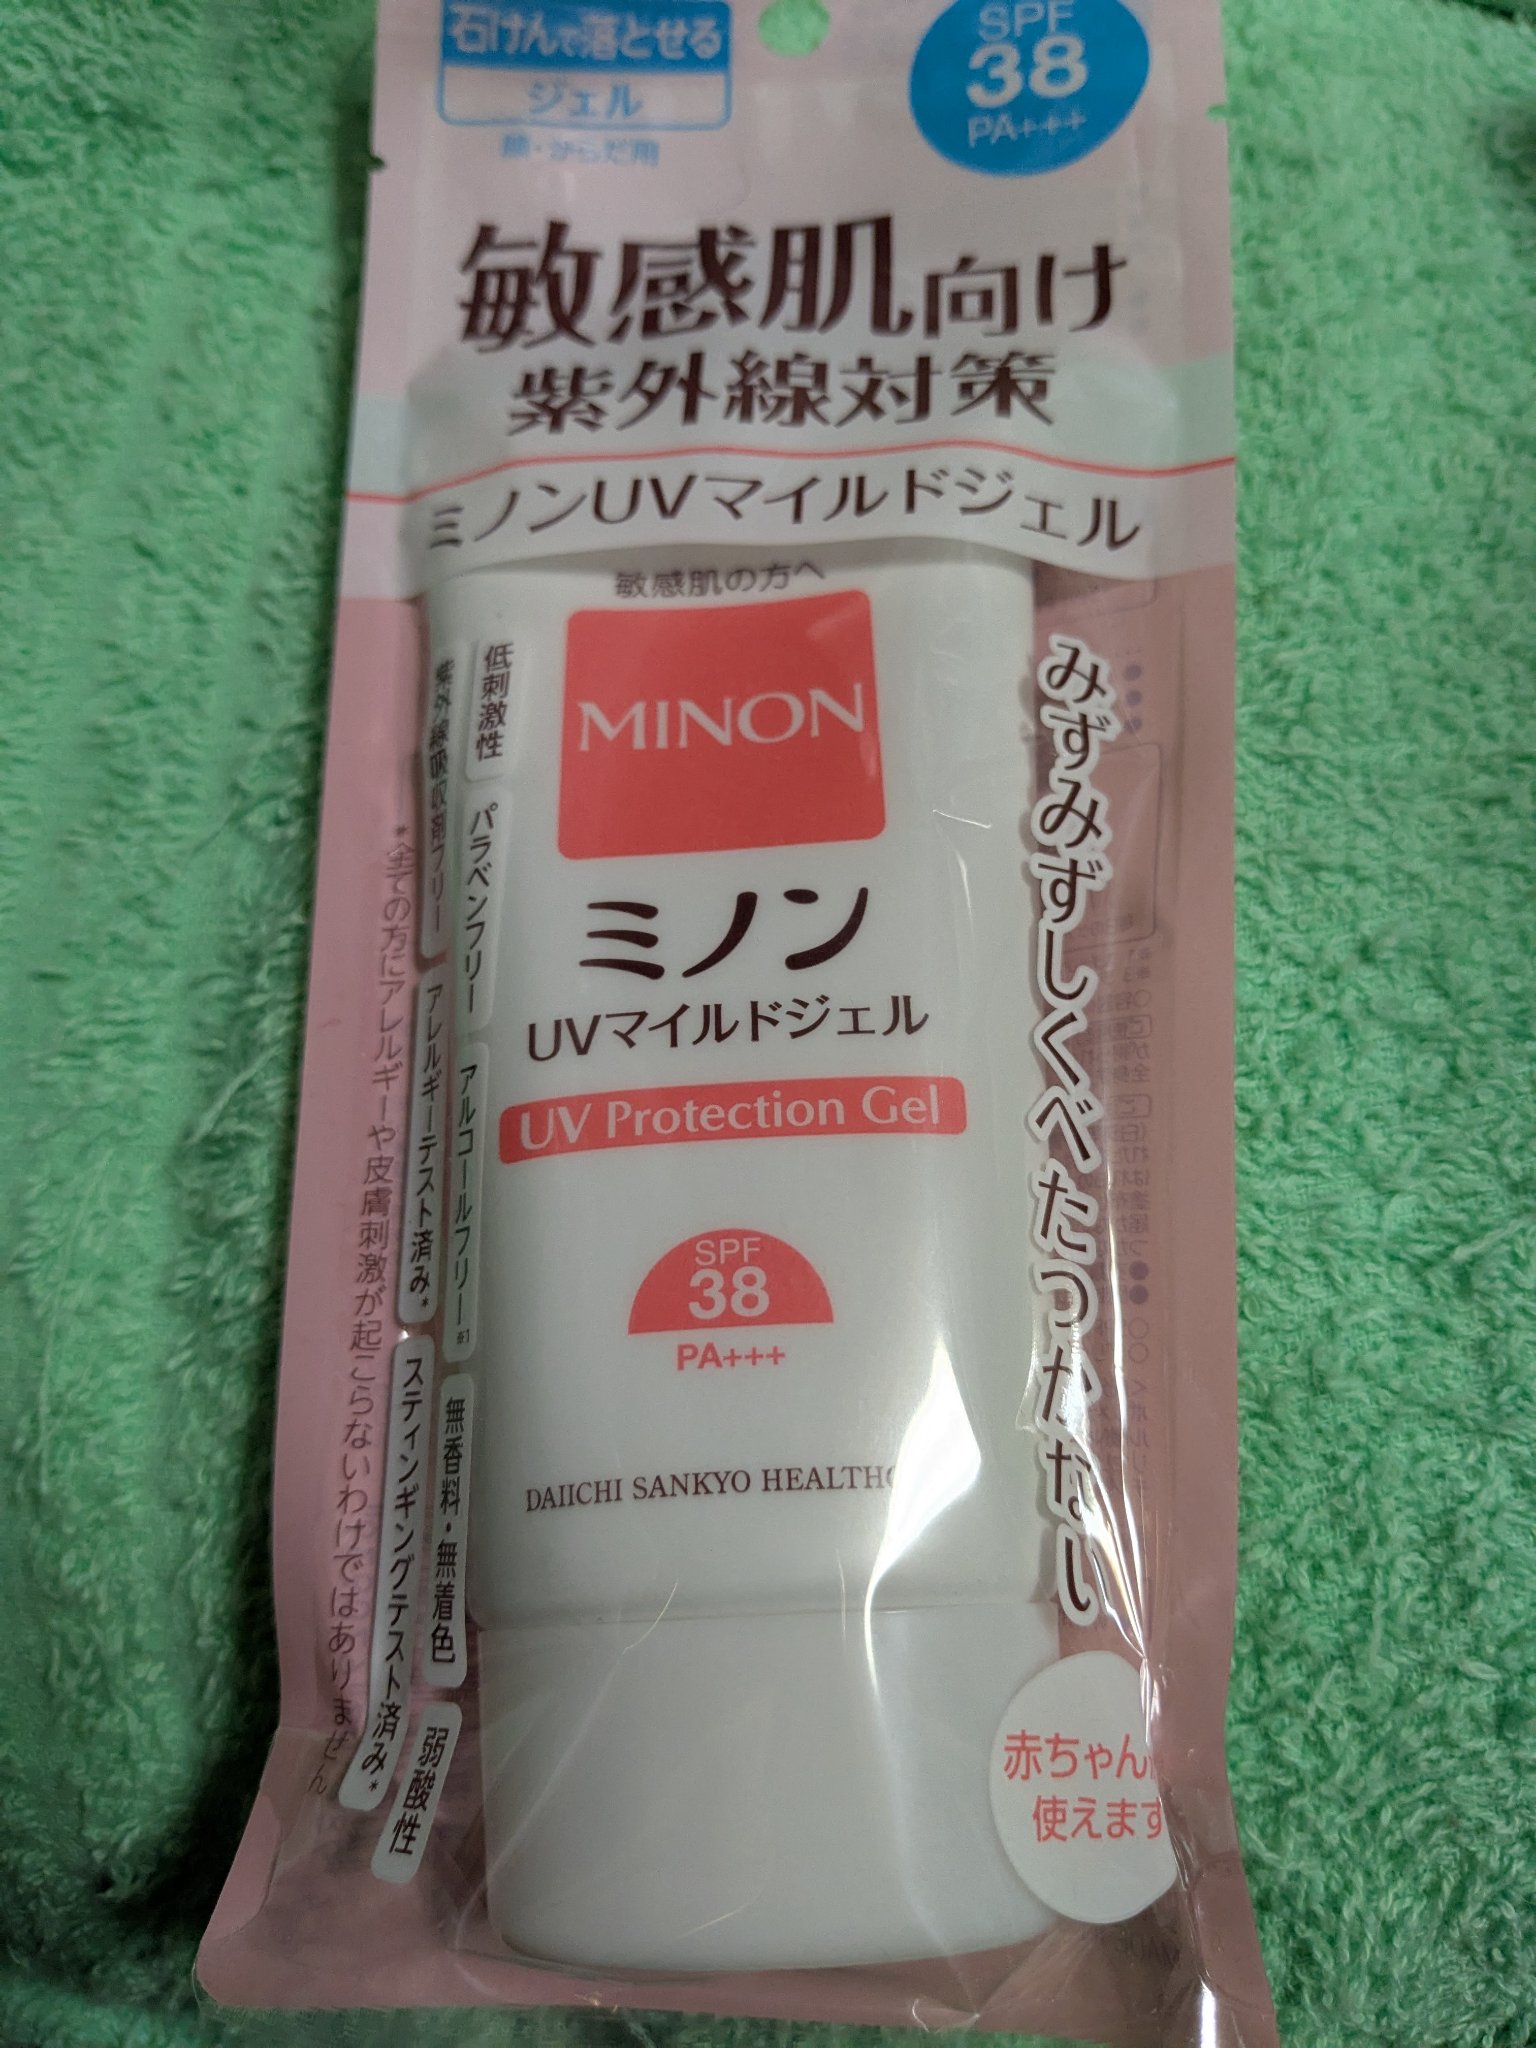 石けんで落とせる
ジェル
顔・からだ用
SPF
38
PA+++
敏感肌向け
紫外線対策
ミノンUVマイルドジェル
敏感肌の方へ
MINON
ミノン
UVマイルドジェル
UV Protection Gel
SPF
38
PA+++
DAIICHI SANKYO
みずみずしくべたつかない
低刺激性
パラベンフリー
アルコールフリー※1
無香料・無着色
弱酸性
紫外線吸収剤フリー
アレルギーテスト済み*
スティンギングテスト済み*
*全ての方にアレルギーや皮膚刺激が起こらないわけではありません
赤ちゃん
使えます